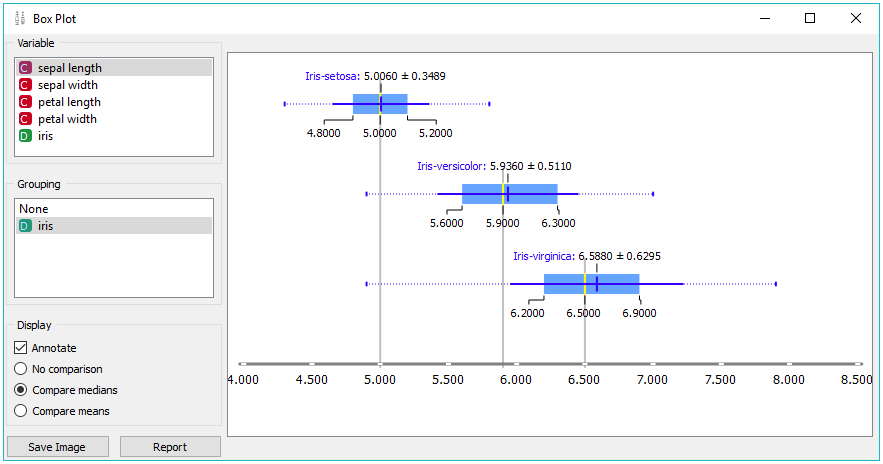 Box Plot
Variable
C sepal length
C sepal width
C petal length
C petal width
D iris
Grouping
None
D iris
Display
Annotate
No comparison
Compare medians
Compare means
Save Image Report
Iris-setosa: 5.0060 ± 0.3489
4.8000 5.0000 5.2000
Iris-versicolor: 5.9360 ± 0.5110
5.6000 5.9000 6.3000
Iris-virginica: 6.5880 ± 0.6295
6.2000 6.5000 6.9000
4.000 4.500 5.000 5.500 6.000 6.500 7.000 7.500 8.000 8.500